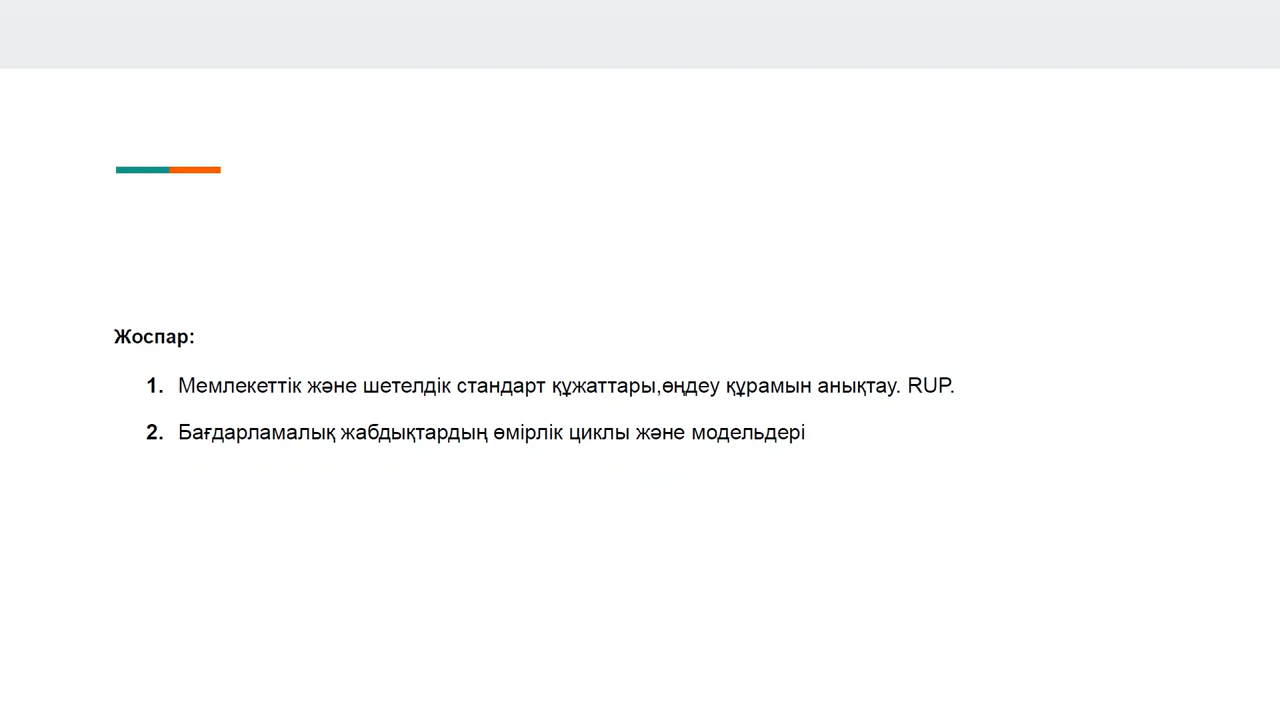 Жоспар:
1. Мемлекеттік және шетелдік стандарт құжаттары,өңдеу құрамын анықтау. RUP.
2. Бағдарламалық жабдықтардың өмірлік циклы және модельдері